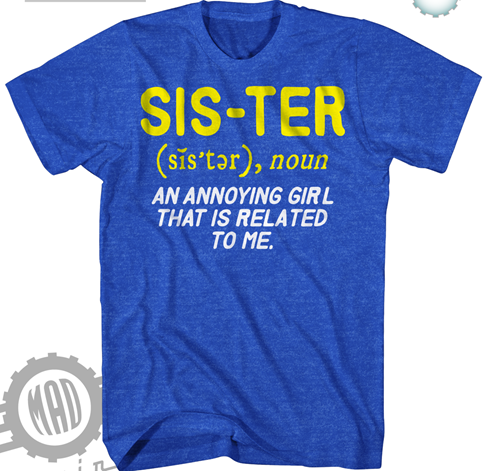 SIS-TER
(sĭs'tər), noun
AN ANNOYING GIRL
THAT IS RELATED
TO ME.
MAD